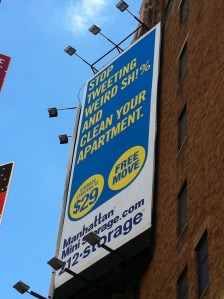 STOP
TWEETING
WEIRD SH!%
AND
CLEAN YOUR
APARTMENT.
$29
FREE
MOVE
Manhattan
Mini Storage.com
212-storage